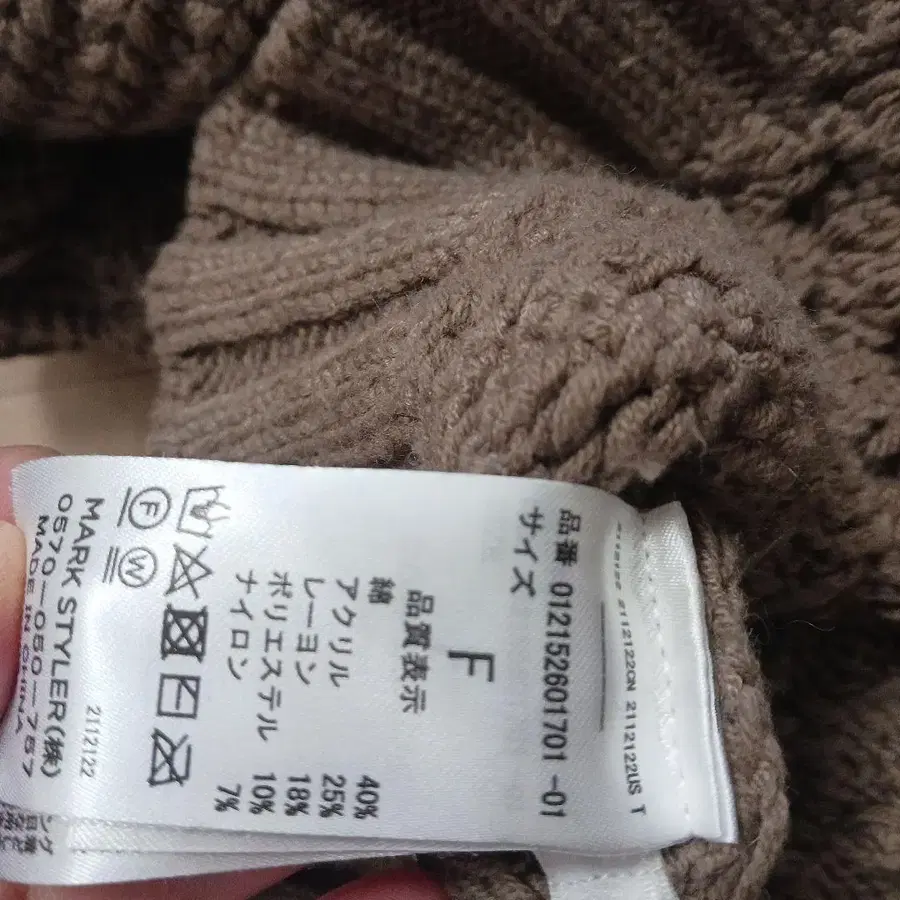 2112122CN 2112122US T
品番 012152601701 -01
サイズ
F
品質表示
綿 40%
アクリル 25%
レーヨン 18%
ポリエステル 10%
ナイロン 7%
F
W
2112122
MARK STYLER(株)
0570-050-757
MADE IN CHINA